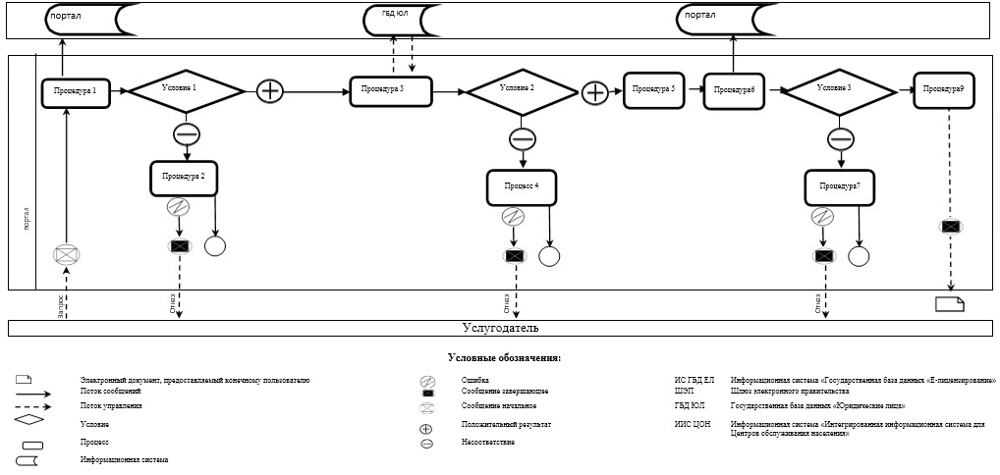 портал
ГБД ЮЛ
портал
Процедура 1
Условие 1
Процедура 3
Условие 2
Процедура 5
Процедура6
Условие 3
Процедура9
Процедура 2
Процесс 4
Процедура7
портал
Запрос
Отказ
Отказ
Отказ
Услугодатель
Условные обозначения:
Электронный документ, предоставляемый конечному пользователю
Поток сообщений
Поток управления
Условие
Процесс
Информационная система
Ошибка
Сообщение завершающее
Сообщение начальное
Положительный результат
Несоответствие
ИС ГБД ЕЛ Информационная система «Государственная база данных «Е-лицензирование»
ШЭП Шлюз электронного правительства
ГБД ЮЛ Государственная база данных «Юридические лица»
ИИС ЦОН Информационная система «Интегрированная информационная система для
Центров обслуживания населения»